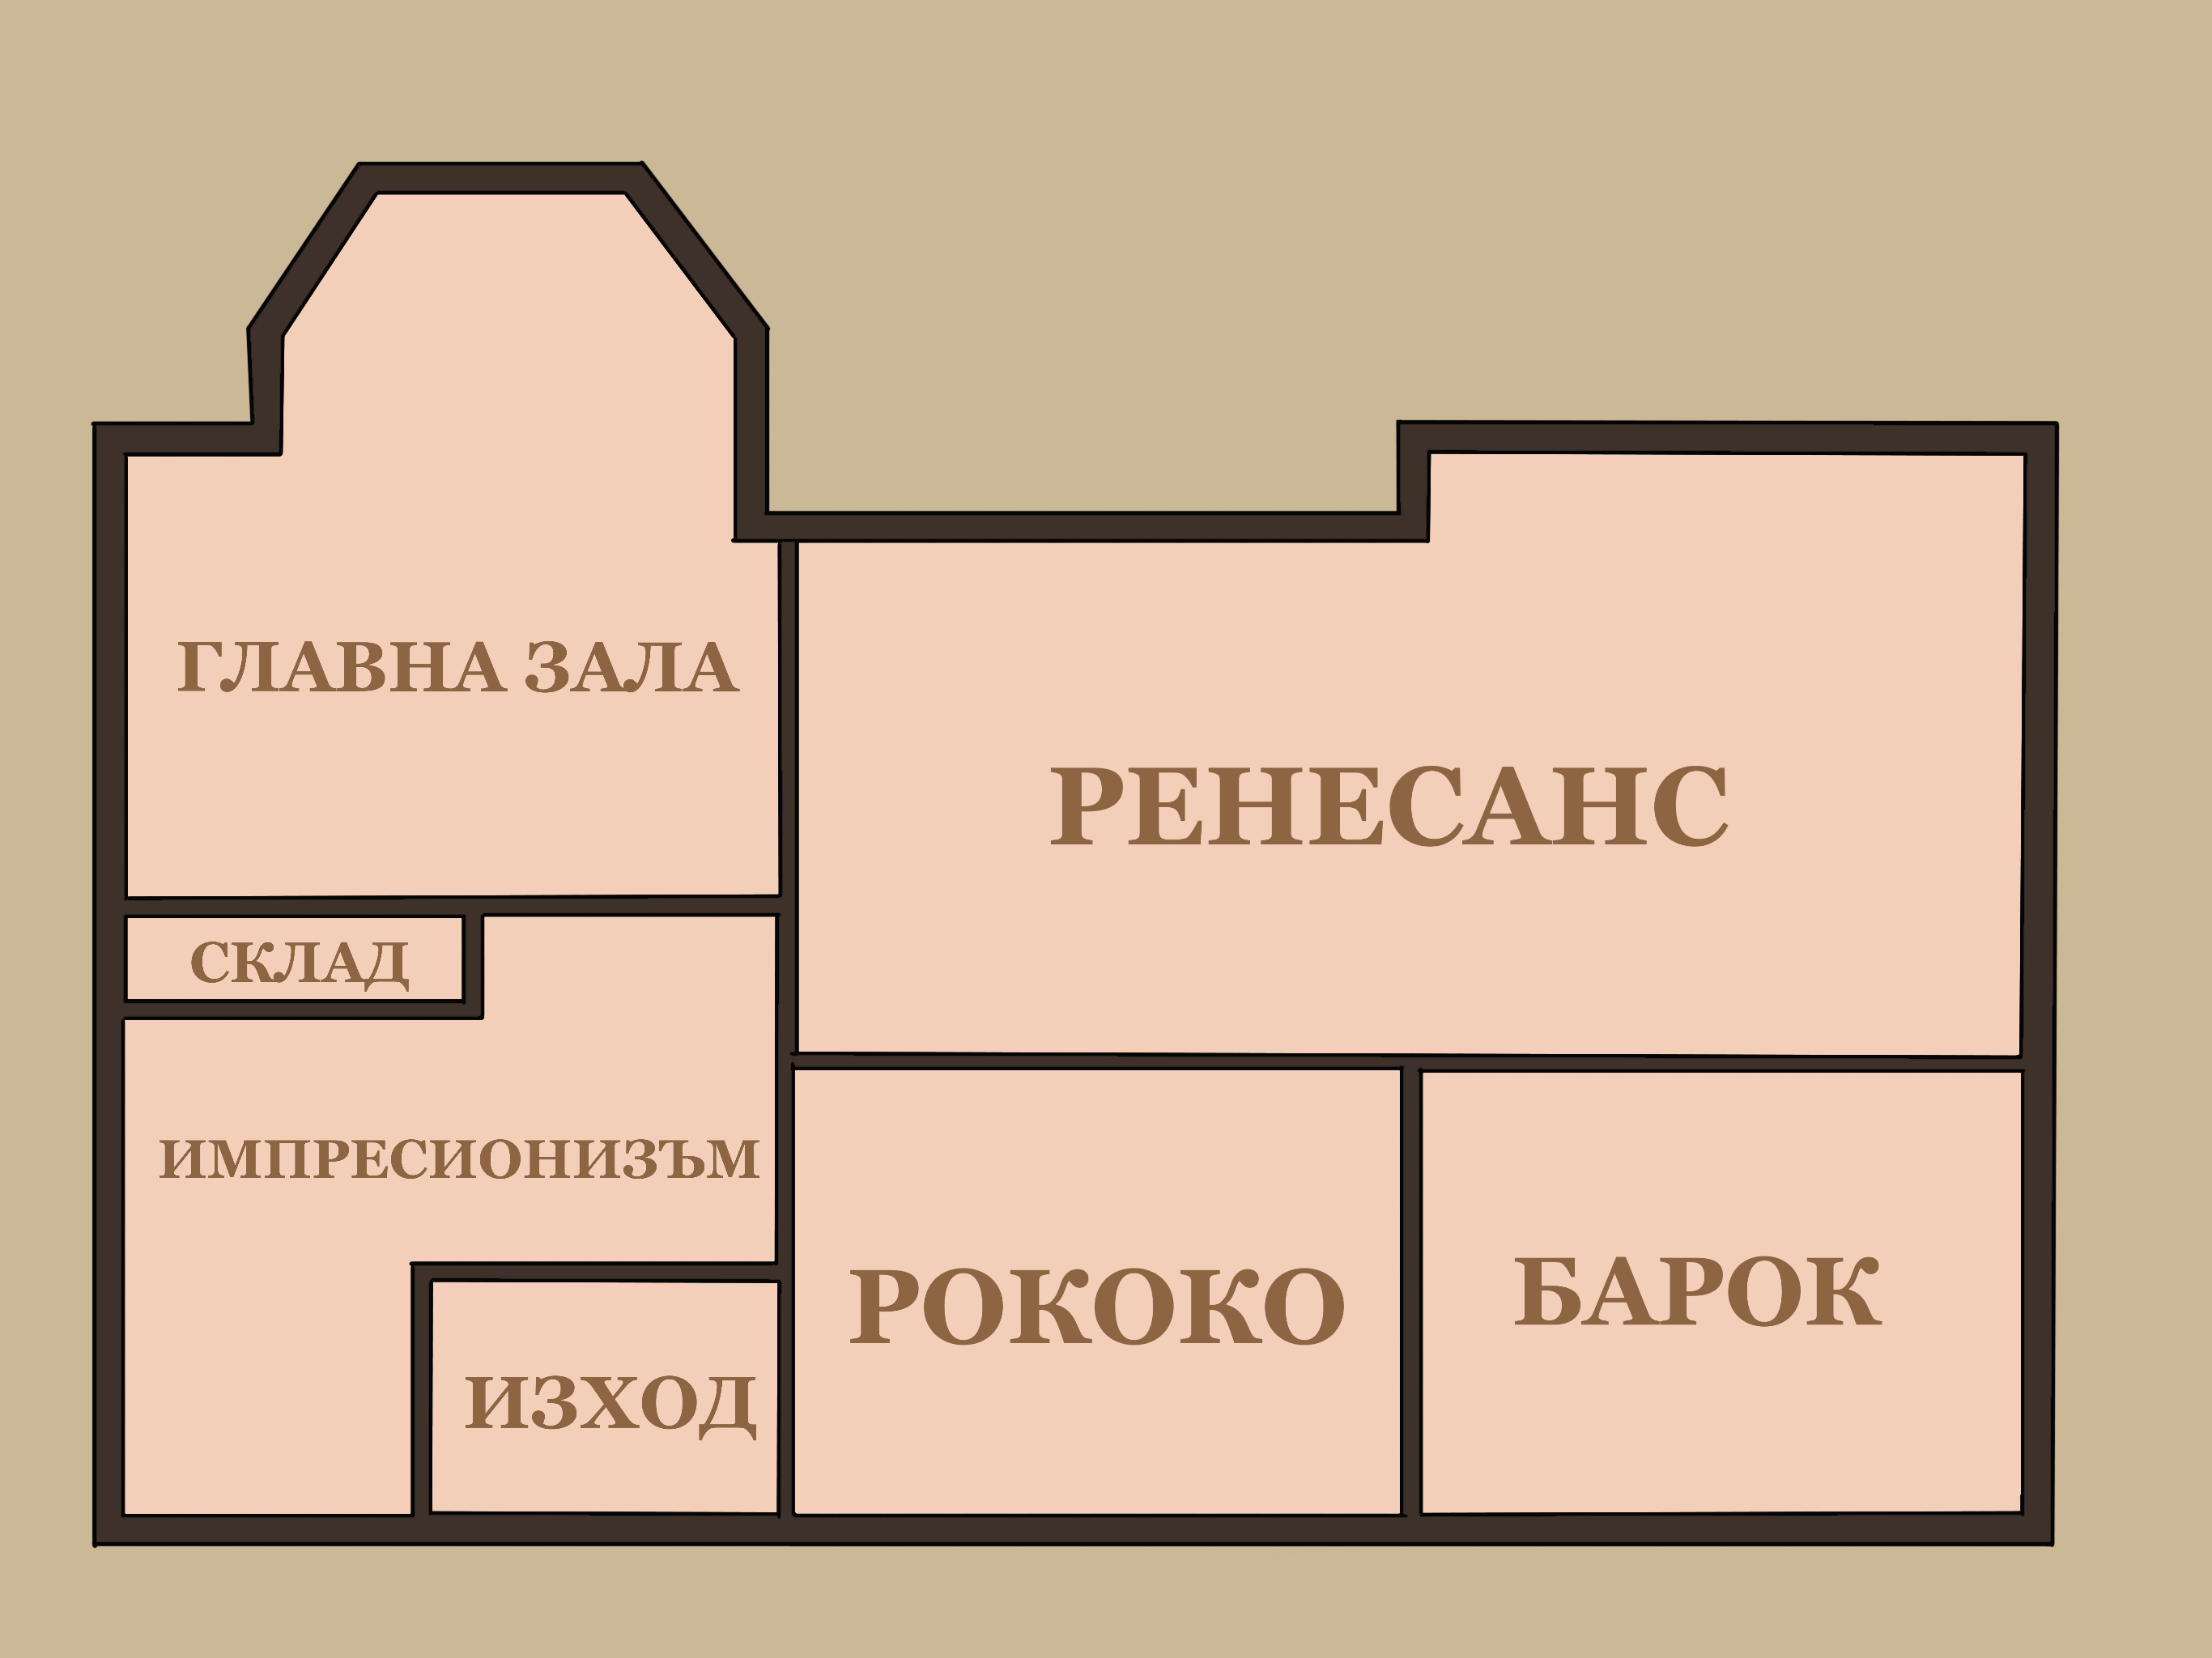 ГЛАВНА ЗАЛА
РЕНЕСАНС
СКЛАД
ИМПРЕСИОНИЗЪМ
РОКОКО
БАРОК
ИЗХОД